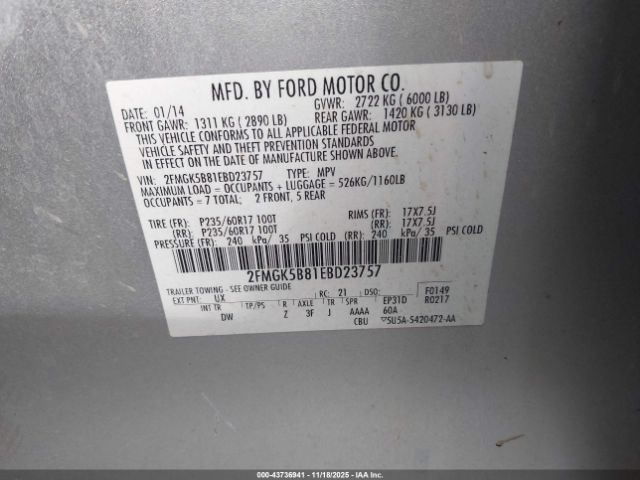 MFD. BY FORD MOTOR CO.
DATE: 01/14 GVWR: 2722 KG ( 6000 LB)
FRONT GAWR: 1311 KG ( 2890 LB) REAR GAWR: 1420 KG ( 3130 LB)
THIS VEHICLE CONFORMS TO ALL APPLICABLE FEDERAL MOTOR
VEHICLE SAFETY AND THEFT PREVENTION STANDARDS
IN EFFECT ON THE DATE OF MANUFACTURE SHOWN ABOVE.
VIN: 2FMGK5B81EBD23757 TYPE: MPV
MAXIMUM LOAD = OCCUPANTS + LUGGAGE = 526KG/1160LB
OCCUPANTS = 7 TOTAL; 2 FRONT, 5 REAR
TIRE (FR): P235/60R17 100T RIMS (FR): 17X7.5J
(RR): P235/60R17 100T (RR): 17X7.5J
PRESSURE (FR): 240 kPa/ 35 PSI COLD (RR): 240 kPa/ 35 PSI COLD
2FMGK5B81EBD23757
TRAILER TOWING - SEE OWNER GUIDE
EXT PNT: UX RC: 21 DSO: F0149
INT TR TP/PS R AXLE TR SPR EP31D R0217
DW Z 3F J AAAA 60A
CBU 5U5A-5420472-AA
000-43736941 - 11/18/2025 - IAA, Inc.